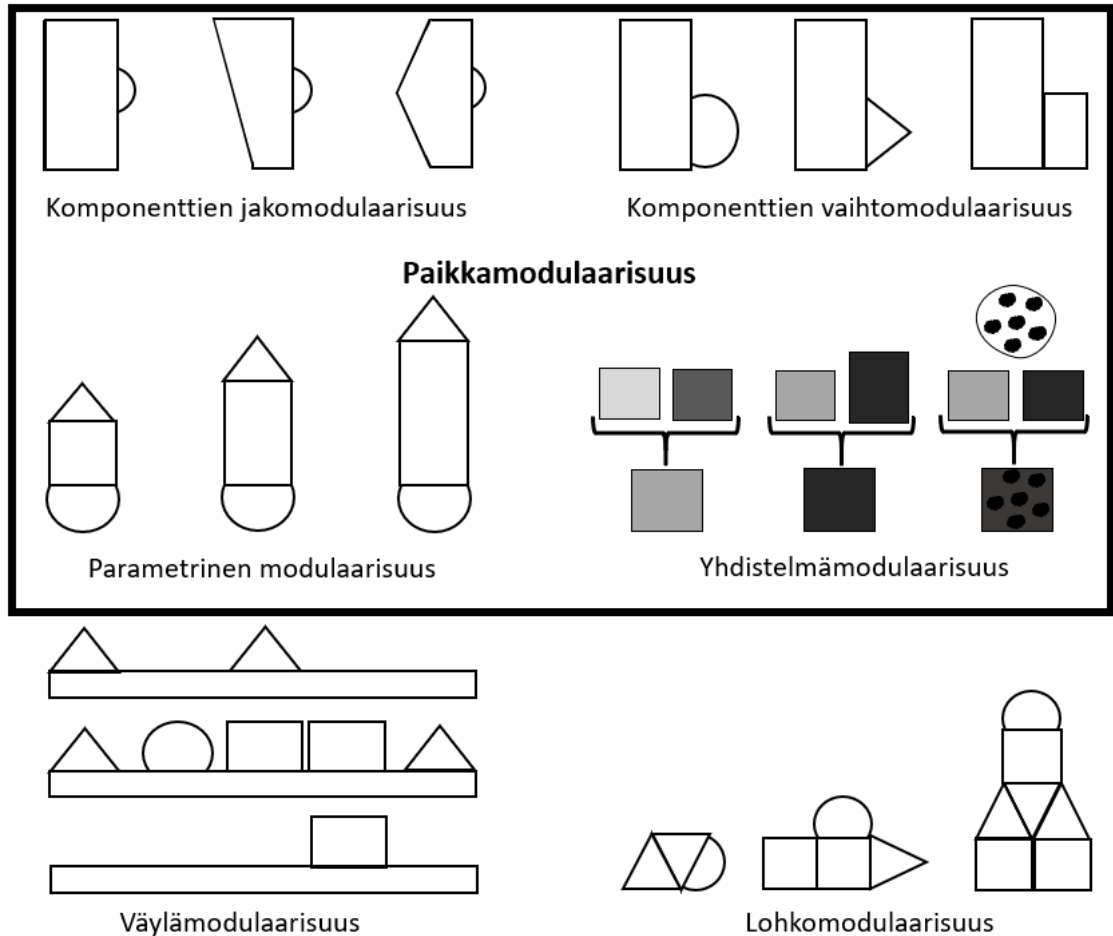 Komponenttien jakomodulaarisuus
Komponenttien vaihtomodulaarisuus
Paikkamodulaarisuus
Parametrinen modulaarisuus
Yhdistelmämodulaarisuus
Väylämodulaarisuus
Lohkomodulaarisuus